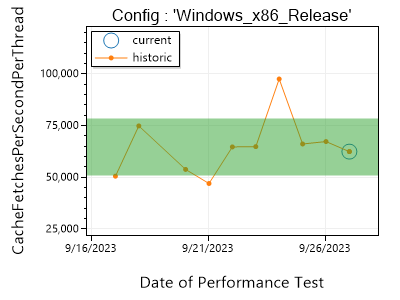 Config : 'Windows_x86_Release'
current
historic
CacheFetchesPerSecondPerThread
100,000
75,000
50,000
25,000
9/16/2023
9/21/2023
9/26/2023
Date of Performance Test